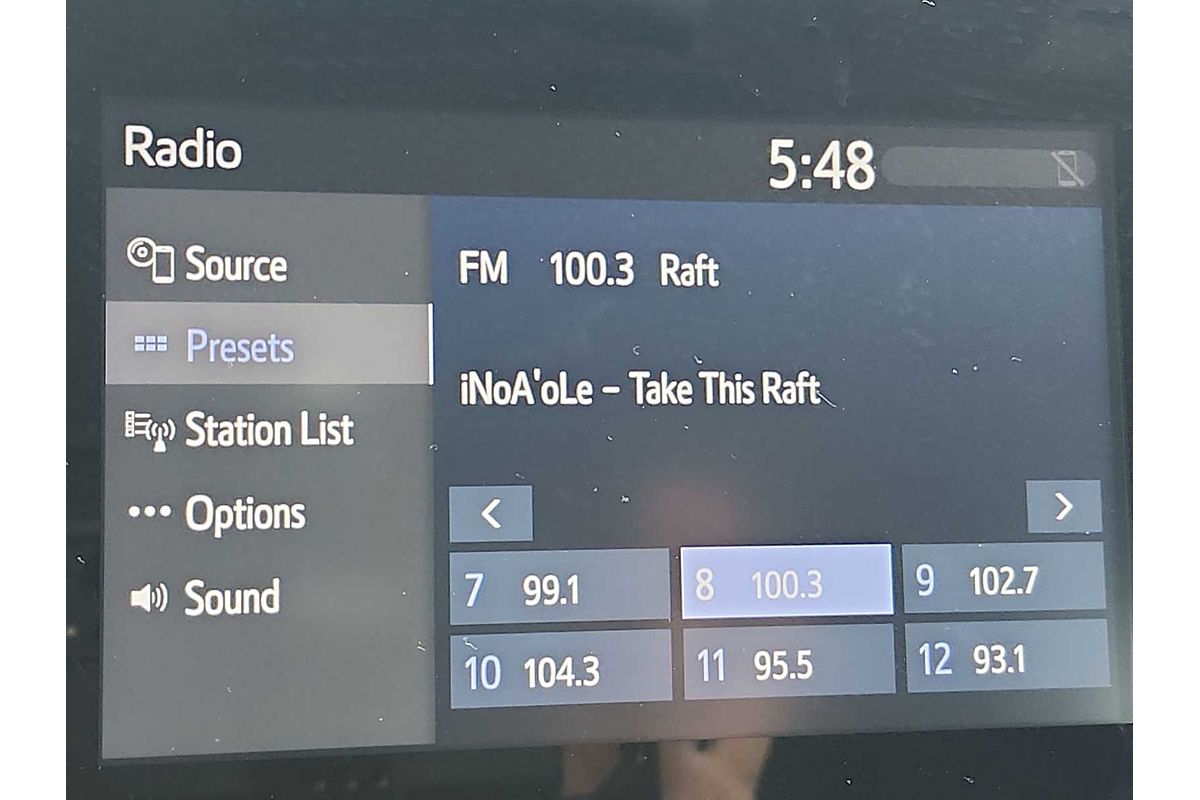 Radio
5:48
Source
Presets
Station List
Options
Sound
FM 100.3 Raft
iNoA'oLe – Take This Raft
< >
7 99.1
8 100.3
9 102.7
10 104.3
11 95.5
12 93.1